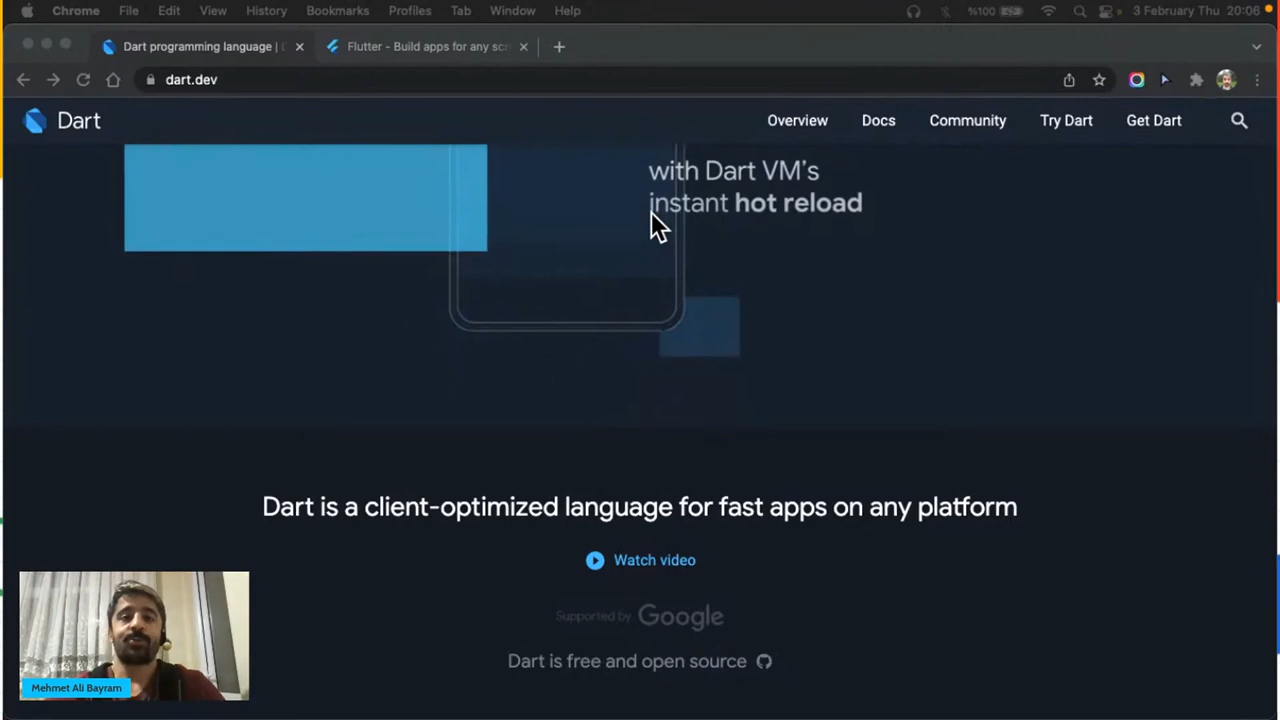 Chrome File Edit View History Bookmarks Profiles Tab Window Help %100 3 February Thu 20:06
Dart programming language | Flutter - Build apps for any scr
dart.dev
Dart Overview Docs Community Try Dart Get Dart
with Dart VM's
instant hot reload
Dart is a client-optimized language for fast apps on any platform
Watch video
Supported by Google
Dart is free and open source
Mehmet Ali Bayram